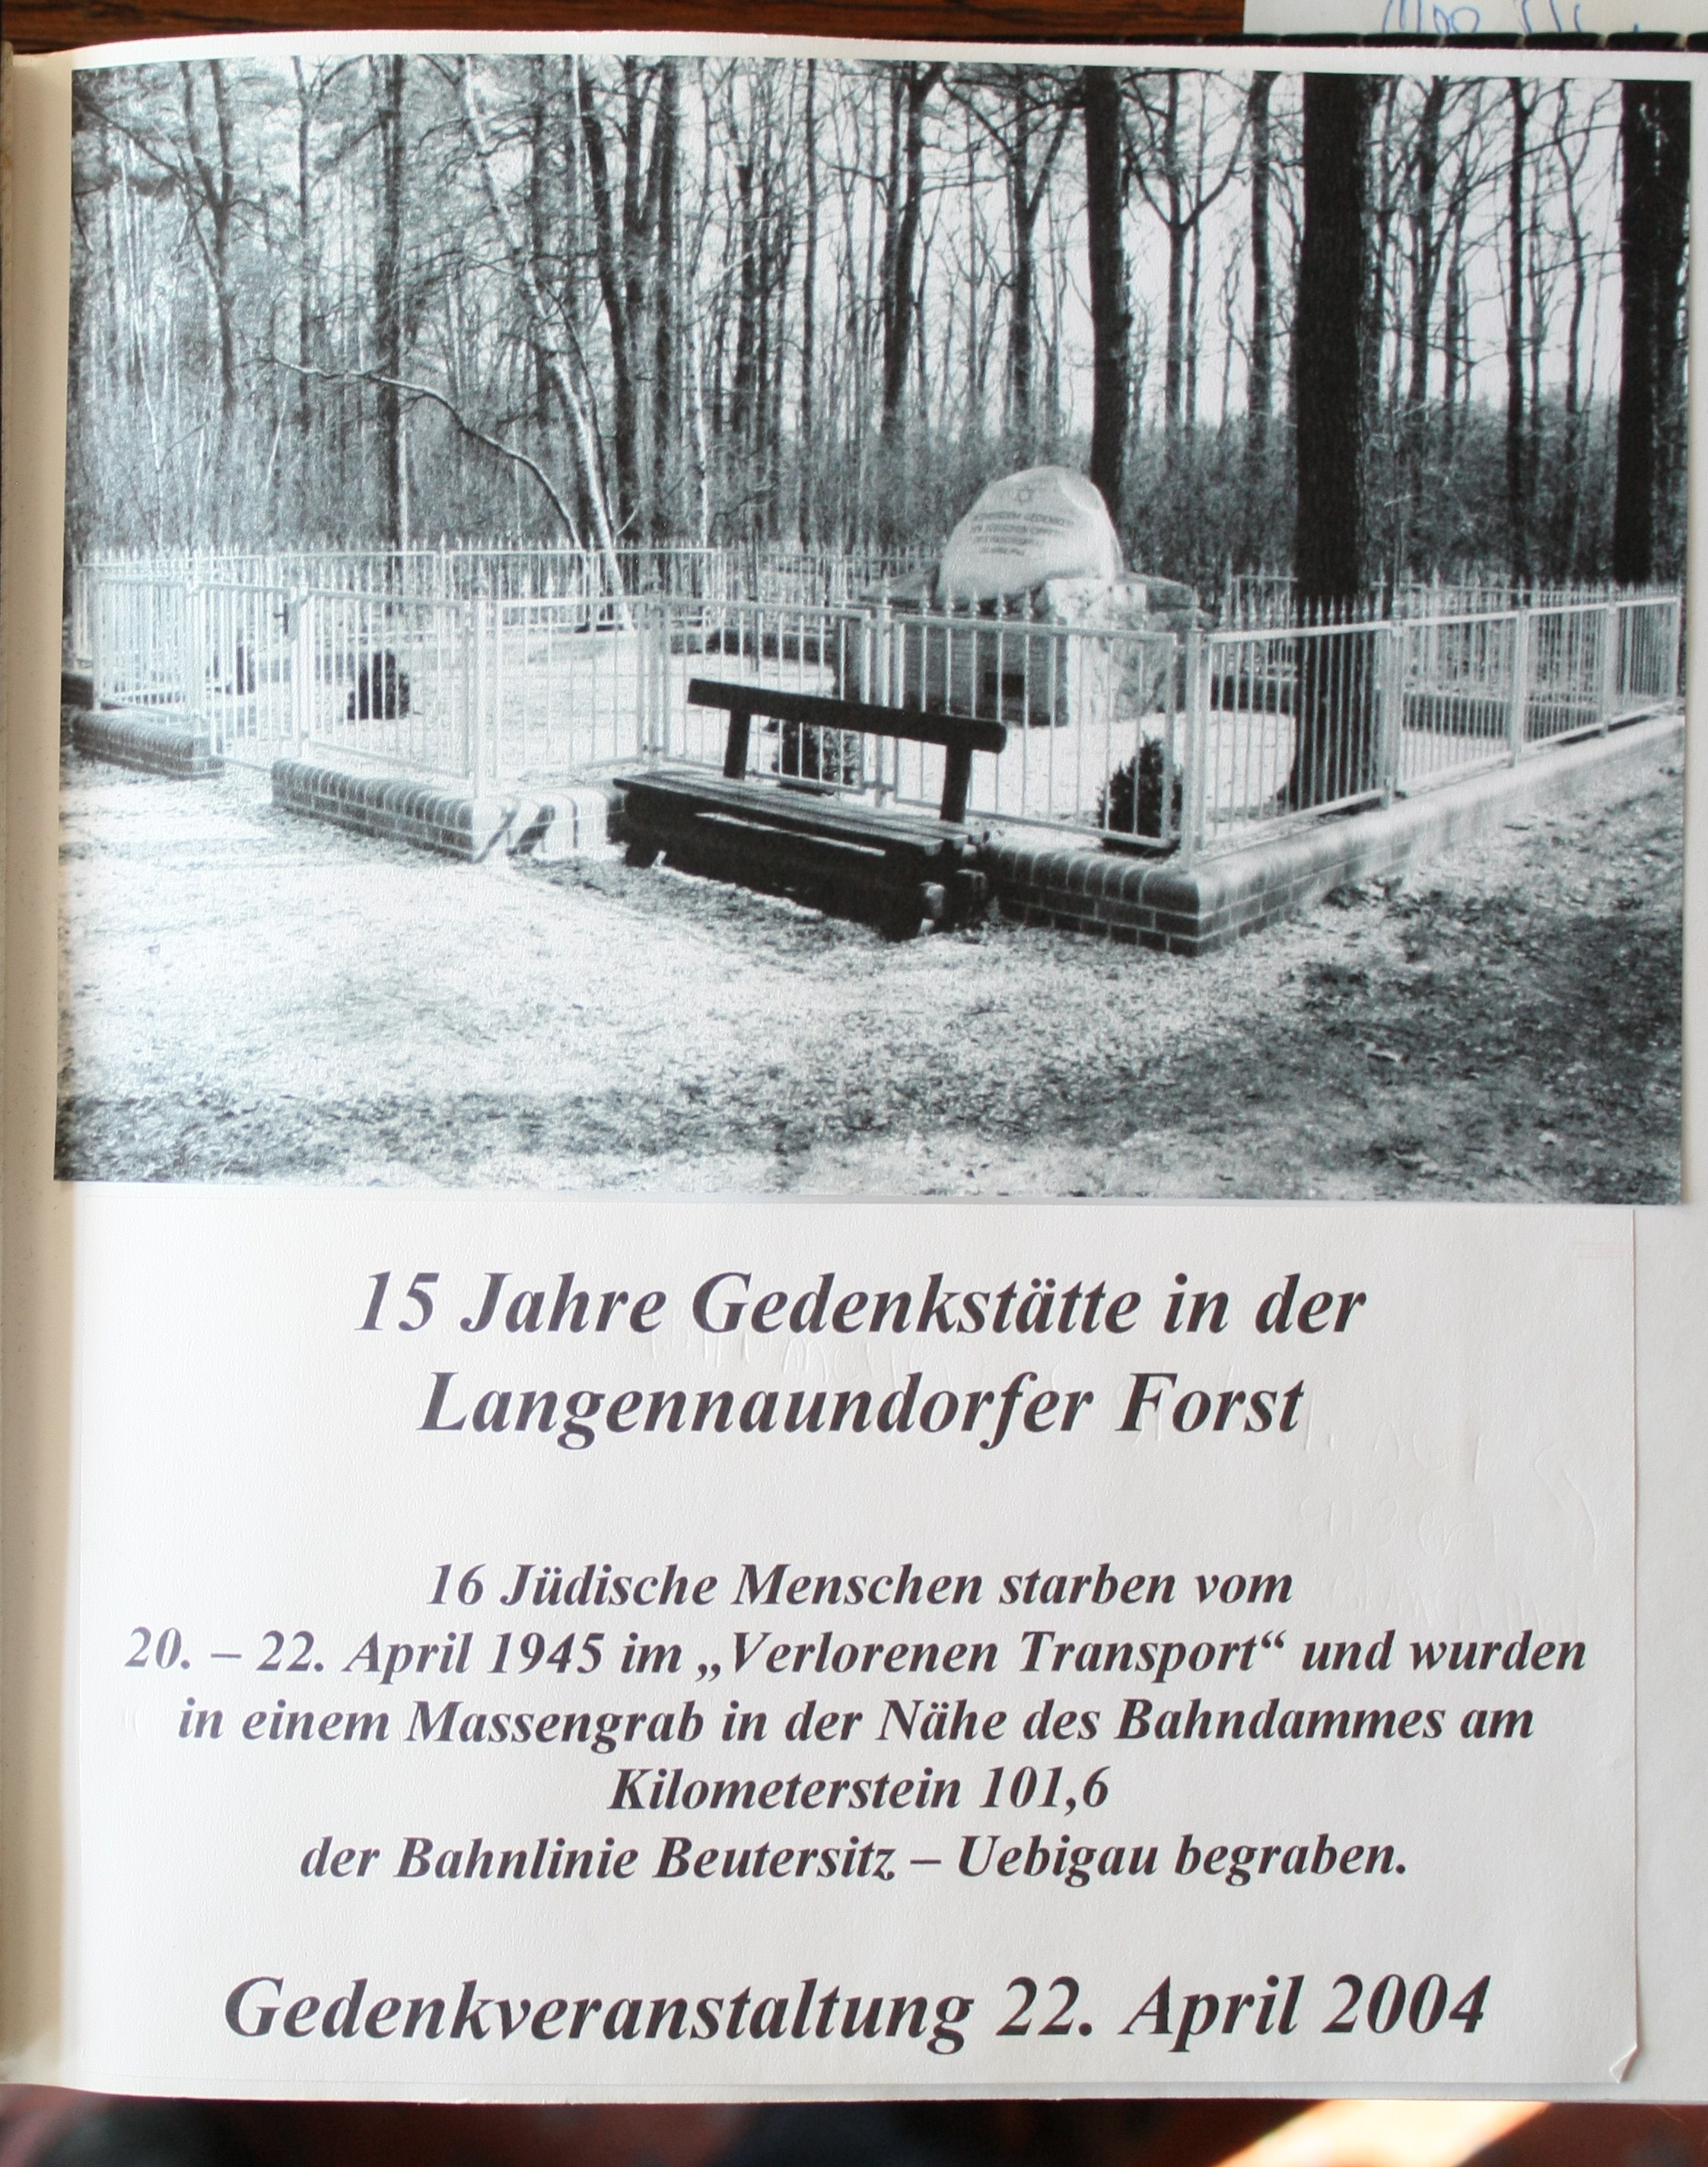 15 Jahre Gedenkstätte in der
Langennaundorfer Forst
16 Jüdische Menschen starben vom
20. – 22. April 1945 im „Verlorenen Transport“ und wurden
in einem Massengrab in der Nähe des Bahndammes am
Kilometerstein 101,6
der Bahnlinie Beutersitz – Uebigau begraben.
Gedenkveranstaltung 22. April 2004